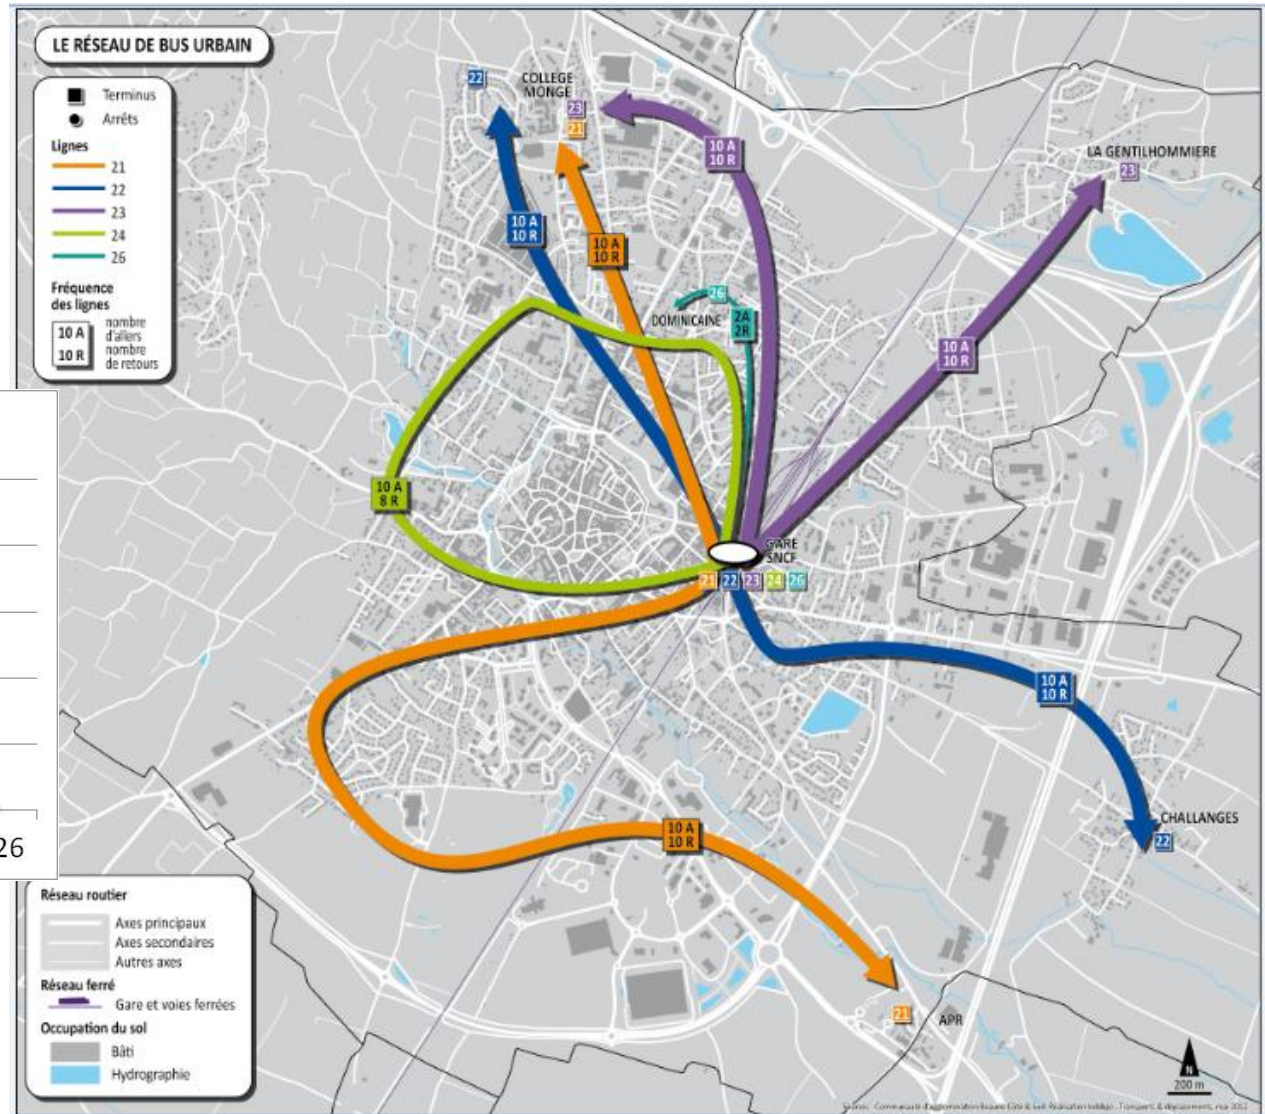 LE RÉSEAU DE BUS URBAIN
Terminus
Arrêts
Lignes
21
22
23
24
26
Fréquence
des lignes
10 A
10 R
nombre
d'allers
nombre
de retours
22
COLLEGE
MONGE
23
21
10 A
10 R
LA GENTILHOMMIERE
23
10 A
10 R
10 A
10 R
26
DOMINICAINE
2A
2R
10 A
10 R
10 A
8 R
GARE
SNCF
21
22
23
24
26
10 A
10 R
10 A
10 R
CHALLANGES
22
26
21
APR
Réseau routier
Axes principaux
Axes secondaires
Autres axes
Réseau ferré
Gare et voies ferrées
Occupation du sol
Bâti
Hydrographie
N
200 m